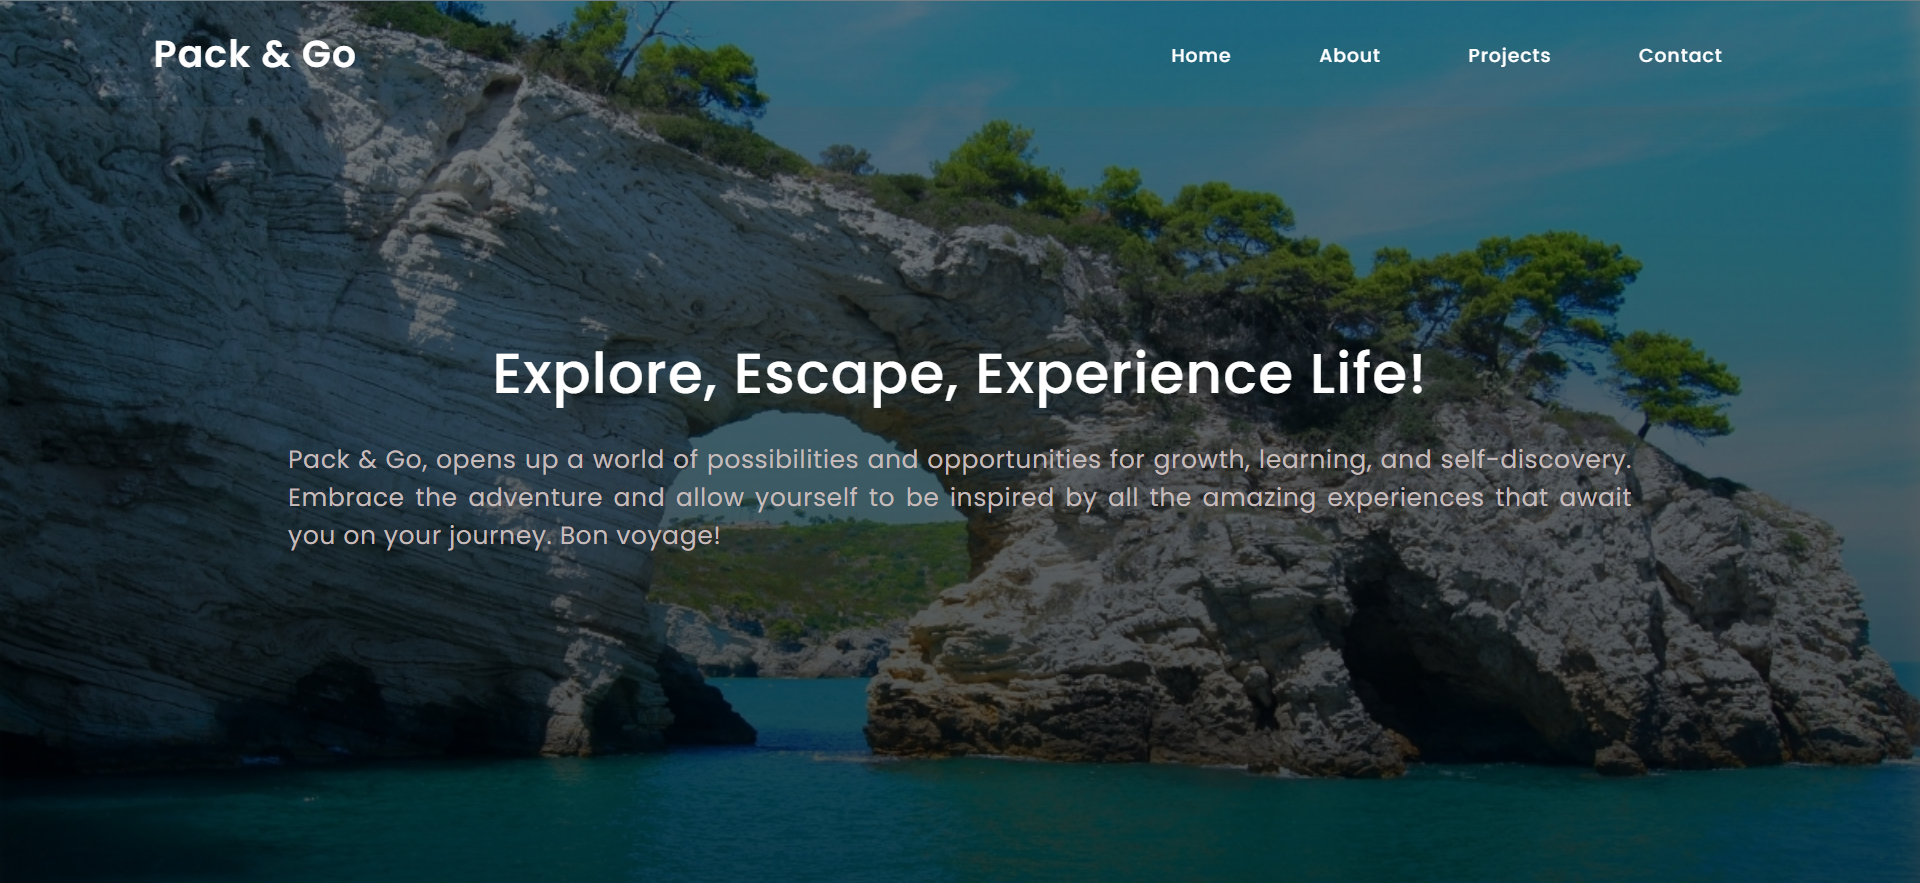 Pack & Go
Home
About
Projects
Contact
Explore, Escape, Experience Life!
Pack & Go, opens up a world of possibilities and opportunities for growth, learning, and self-discovery.
Embrace the adventure and allow yourself to be inspired by all the amazing experiences that await
you on your journey. Bon voyage!